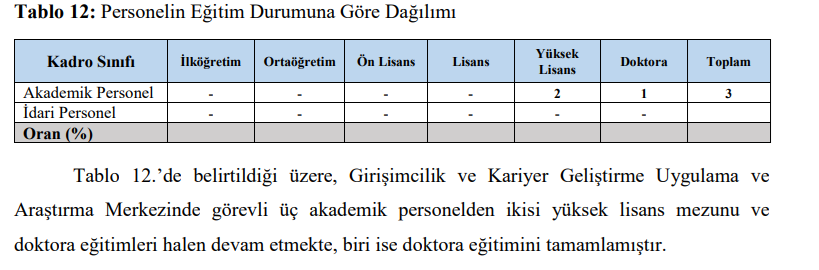 Tablo 12: Personelin Eğitim Durumuna Göre Dağılımı
Kadro Sınıfı İlköğretim Ortaöğretim Ön Lisans Lisans Yüksek Lisans Doktora Toplam
Akademik Personel - - - - 2 1 3
İdari Personel - - - - - -
Oran (%)
Tablo 12.’de belirtildiği üzere, Girişimcilik ve Kariyer Geliştirme Uygulama ve
Araştırma Merkezinde görevli üç akademik personelden ikisi yüksek lisans mezunu ve
doktora eğitimleri halen devam etmekte, biri ise doktora eğitimini tamamlamıştır.